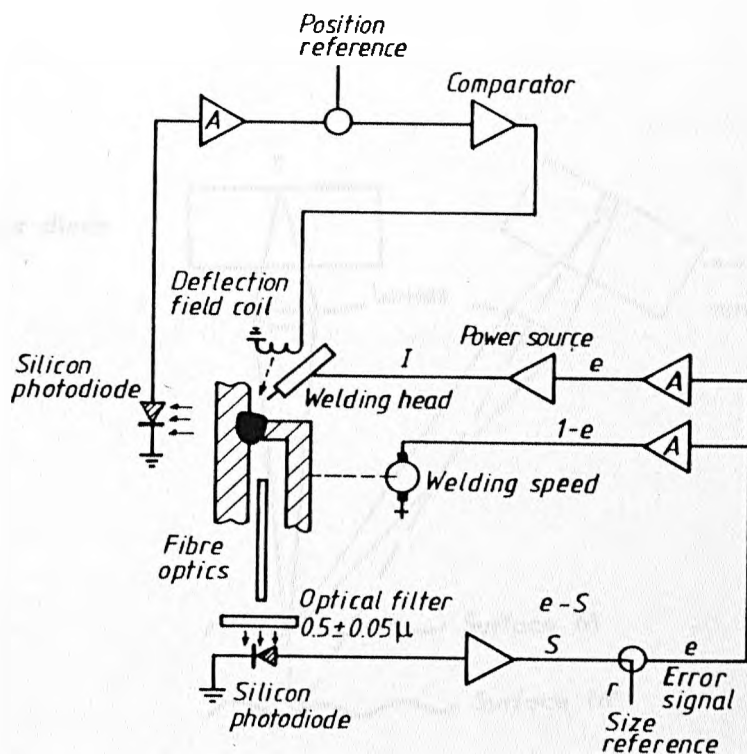 Position
reference
Comparator
A
Deflection
field coil
Silicon
photodiode
Power source
I
e
A
Welding head
1-e
A
Welding speed
Fibre
optics
Optical filter
0.5±0.05µ
e-S
S
e
r
Error
signal
Silicon
photodiode
Size
reference